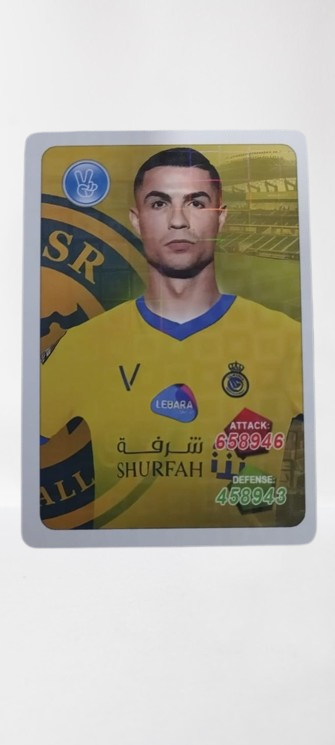 SR
ALL
V
LEBARA
شرفة
SHURFAH
ATTACK:
658946
DEFENSE:
458943